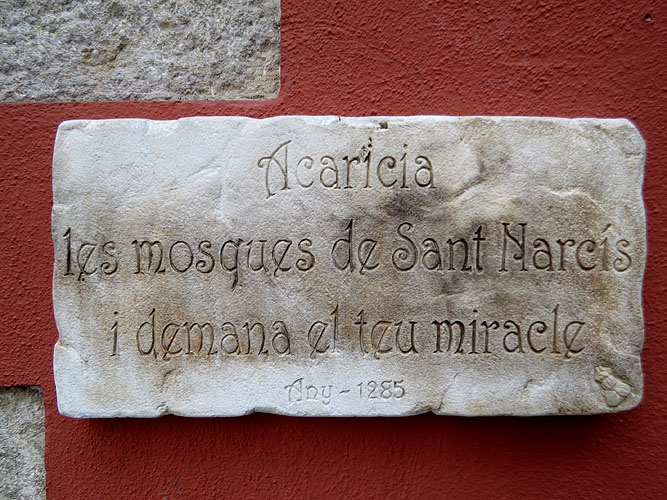 Acaricia
les mosques de Sant Narcís
i demana el teu miracle
Any - 1285